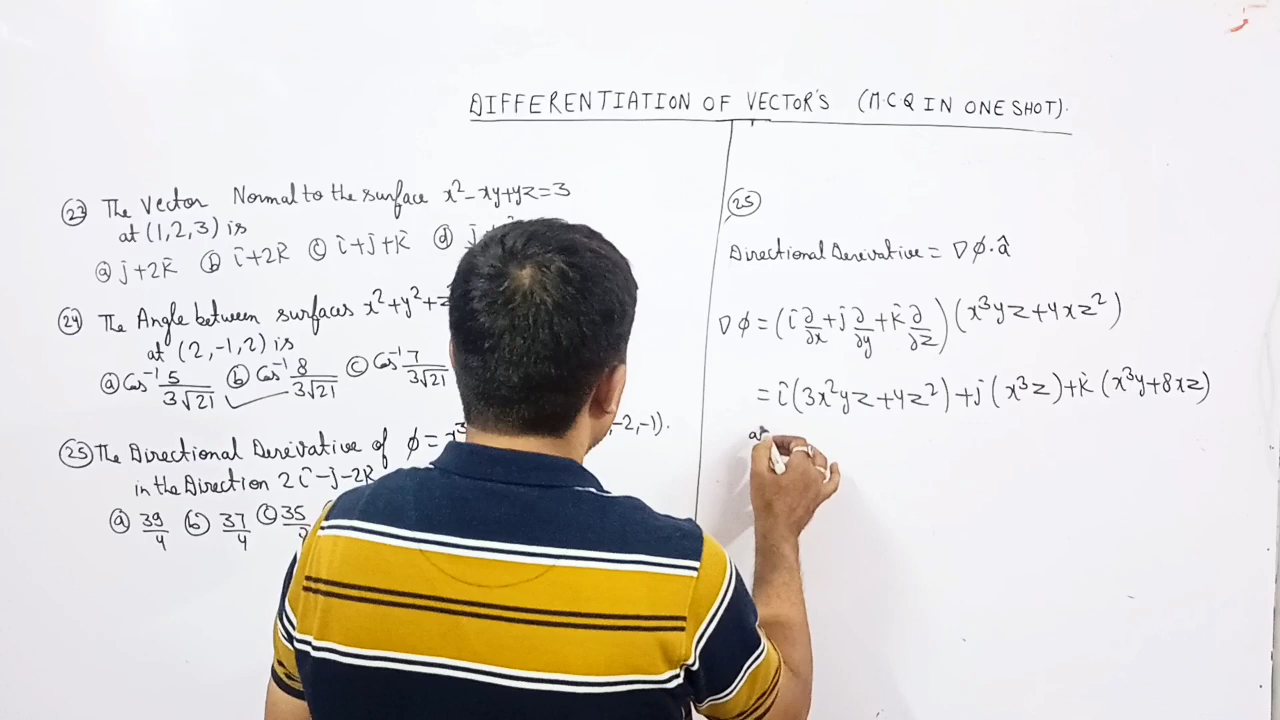 DIFFERENTIATION OF VECTOR'S (M.C.Q IN ONE SHOT).
(23) The Vector Normal to the surface x²-xy+yz=3
at (1,2,3) is
(a) ĵ+2k̂ (b) î+2k̂ (c) î+ĵ+k̂ (d)
(24) The Angle between surfaces x²+y²+z
at (2,-1,2) is
(a) Cos⁻¹ 5/3√21 (b) Cos⁻¹ 8/3√21 (c) Cos⁻¹ 7/3√21
(25) The Directional Derivative of φ= -2,-1).
in the Direction 2î-ĵ-2k̂
(a) 39/4 (b) 37/4 (c) 35/
(25)
Directional Derivative = ∇φ·â
∇φ = (î ∂/∂x + ĵ ∂/∂y + k̂ ∂/∂z) (x³yz+4xz²)
= î(3x²yz+4z²)+ĵ(x³z)+k̂(x³y+8xz)